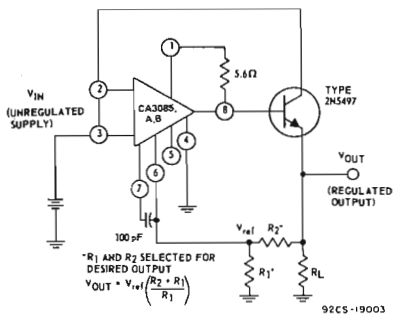 1
5.6Ω
TYPE
2N5497
2
CA3085,
A,B
8
VIN
(UNREGULATED
SUPPLY)
3
4
5
6
7
VOUT
(REGULATED
OUTPUT)
100 pF
Vref
R2*
R1*
RL
*R1 AND R2 SELECTED FOR
DESIRED OUTPUT
VOUT = Vref (R2 + R1 / R1)
92CS-19003